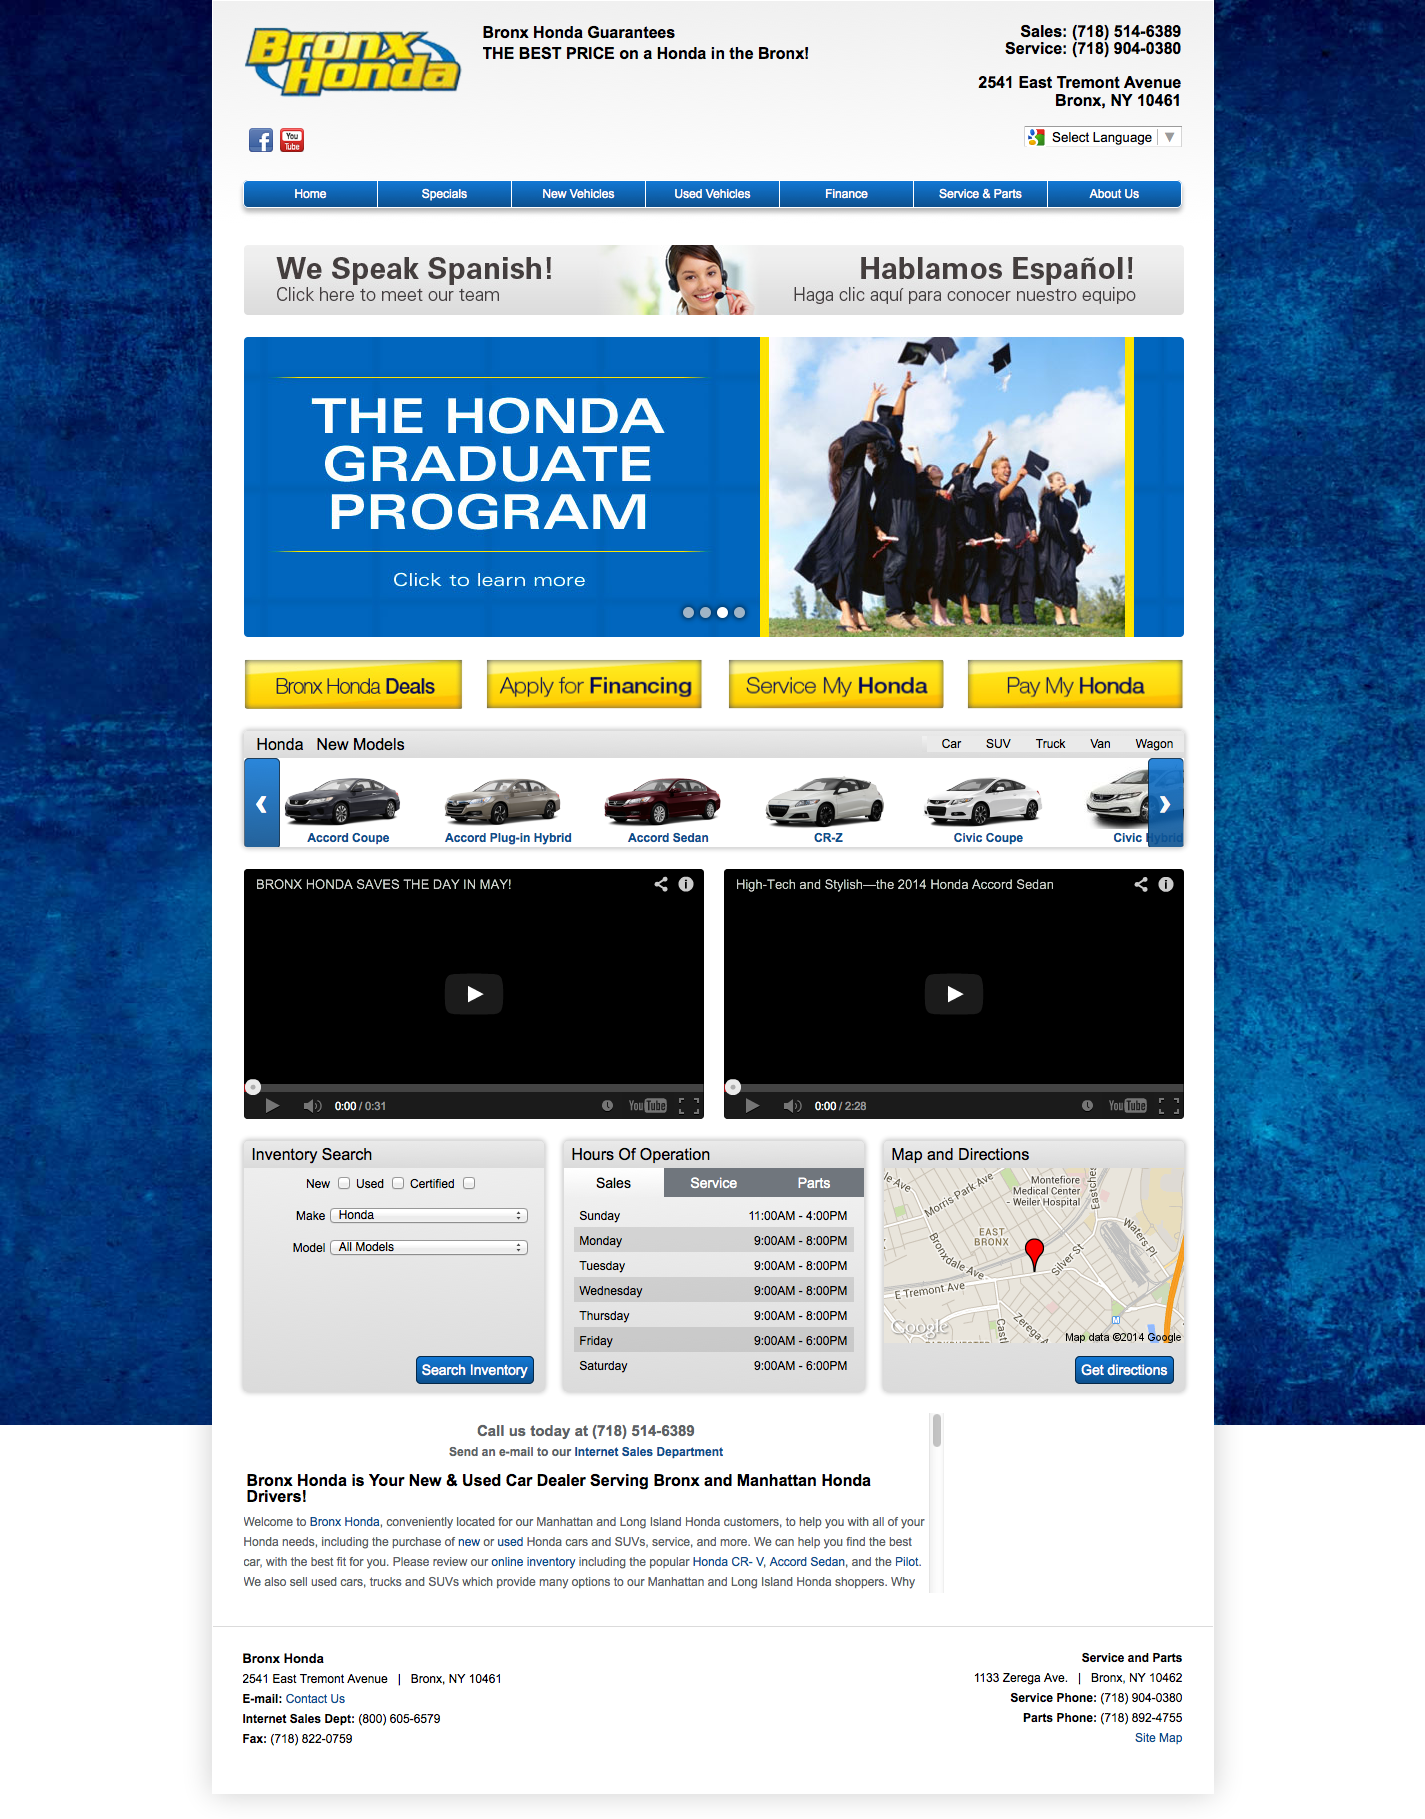 Bronx Honda
Bronx Honda Guarantees
THE BEST PRICE on a Honda in the Bronx!
Sales: (718) 514-6389
Service: (718) 904-0380
2541 East Tremont Avenue
Bronx, NY 10461
f You Tube
Select Language ▼
Home Specials New Vehicles Used Vehicles Finance Service & Parts About Us
We Speak Spanish! Hablamos Español!
Click here to meet our team Haga clic aquí para conocer nuestro equipo
THE HONDA
GRADUATE
PROGRAM
Click to learn more
Bronx Honda Deals Apply for Financing Service My Honda Pay My Honda
Honda New Models Car SUV Truck Van Wagon
Accord Coupe Accord Plug-in Hybrid Accord Sedan CR-Z Civic Coupe Civic Hybrid
BRONX HONDA SAVES THE DAY IN MAY!
0:00 / 0:31 YouTube
High-Tech and Stylish—the 2014 Honda Accord Sedan
0:00 / 2:28 YouTube
Inventory Search
New Used Certified
Make Honda
Model All Models
Search Inventory
Hours Of Operation
Sales Service Parts
Sunday 11:00AM - 4:00PM
Monday 9:00AM - 8:00PM
Tuesday 9:00AM - 8:00PM
Wednesday 9:00AM - 8:00PM
Thursday 9:00AM - 8:00PM
Friday 9:00AM - 6:00PM
Saturday 9:00AM - 6:00PM
Map and Directions
Morris Park Ave
Montefiore
Medical Center
- Weiler Hospital
Waters Pl
EAST
BRONX
Bronxdale Ave
Silver St
E Tremont Ave
Zerega A
M
Google
Map data ©2014 Google
Get directions
Call us today at (718) 514-6389
Send an e-mail to our Internet Sales Department
Bronx Honda is Your New & Used Car Dealer Serving Bronx and Manhattan Honda
Drivers!
Welcome to Bronx Honda, conveniently located for our Manhattan and Long Island Honda customers, to help you with all of your
Honda needs, including the purchase of new or used Honda cars and SUVs, service, and more. We can help you find the best
car, with the best fit for you. Please review our online inventory including the popular Honda CR- V, Accord Sedan, and the Pilot.
We also sell used cars, trucks and SUVs which provide many options to our Manhattan and Long Island Honda shoppers. Why
Bronx Honda
2541 East Tremont Avenue | Bronx, NY 10461
E-mail: Contact Us
Internet Sales Dept: (800) 605-6579
Fax: (718) 822-0759
Service and Parts
1133 Zerega Ave. | Bronx, NY 10462
Service Phone: (718) 904-0380
Parts Phone: (718) 892-4755
Site Map